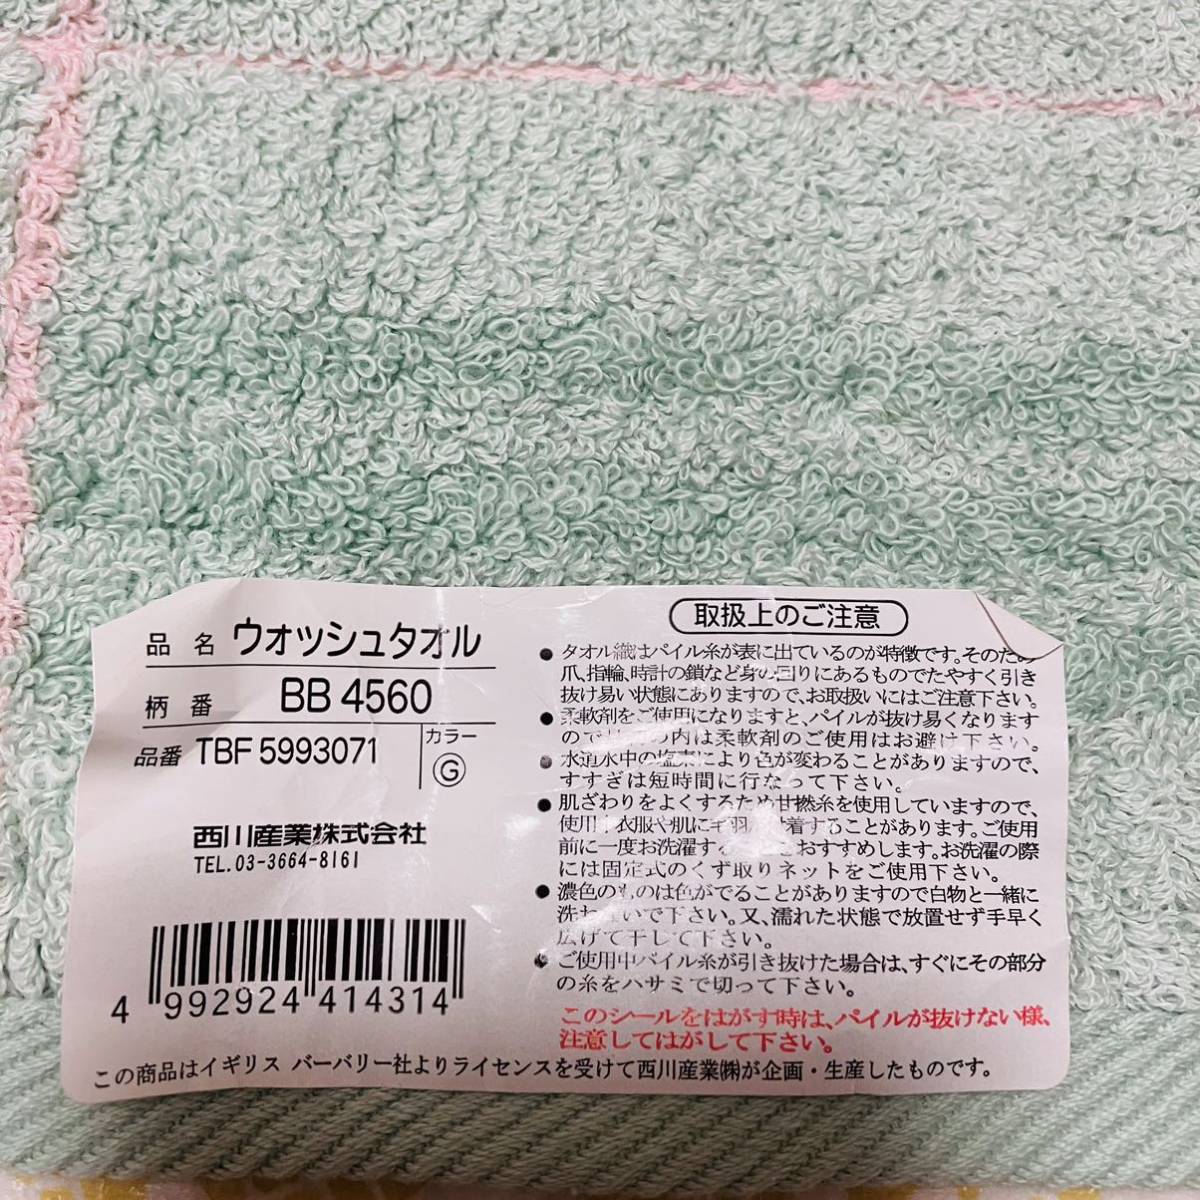 品名 ウォッシュタオル
柄番 BB 4560
品番 TBF 5993071
カラー
G
西川産業株式会社
TEL. 03-3664-8161
4 992924 414314
取扱上のご注意
● タオル織はパイル糸が表に出ているのが特徴です。そのため
爪、指輪、時計の鎖など身の回りにあるものでたやすく引き
抜け易い状態にありますので、お取扱いにはご注意下さい。
● 柔軟剤をご使用になりますと、パイルが抜け易くなります
ので の内は柔軟剤のご使用はお避け下さい。
● 水道水中の塩素により色が変わることがありますので、
すすぎは短時間に行なって下さい。
● 肌ざわりをよくするため甘撚糸を使用していますので、
使用中衣服や肌に毛羽が付着することがあります。ご使用
前に一度お洗濯する おすすめします。お洗濯の際
には固定式のくず取りネットをご使用下さい。
● 濃色のものは色がでることがありますので白物と一緒に
洗わないで下さい。又、濡れた状態で放置せず手早く
広げて干して下さい。
● ご使用中パイル糸が引き抜けた場合は、すぐにその部分
の糸をハサミで切って下さい。
このシールをはがす時は、パイルが抜けない様、
注意してはがして下さい。
この商品はイギリス バーバリー社よりライセンスを受けて西川産業㈱が企画・生産したものです。